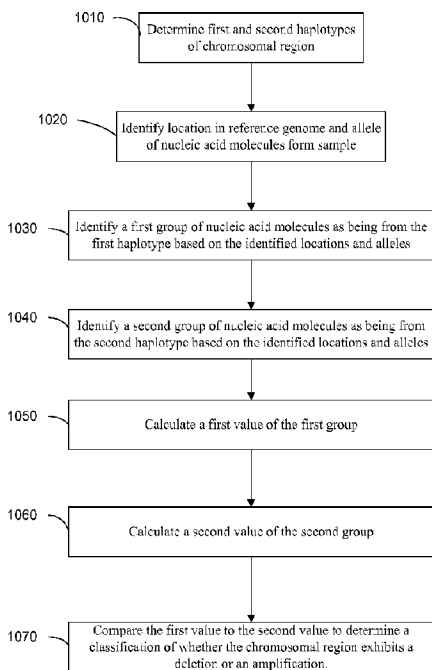 1010
Determine first and second haplotypes
of chromosomal region
1020
Identify location in reference genome and allele
of nucleic acid molecules form sample
1030
Identify a first group of nucleic acid molecules as being from
the first haplotype based on the identified locations and alleles
1040
Identify a second group of nucleic acid molecules as being from
the second haplotype based on the identified locations and alleles
1050
Calculate a first value of the first group
1060
Calculate a second value of the second group
1070
Compare the first value to the second value to determine a
classification of whether the chromosomal region exhibits a
deletion or an amplification.